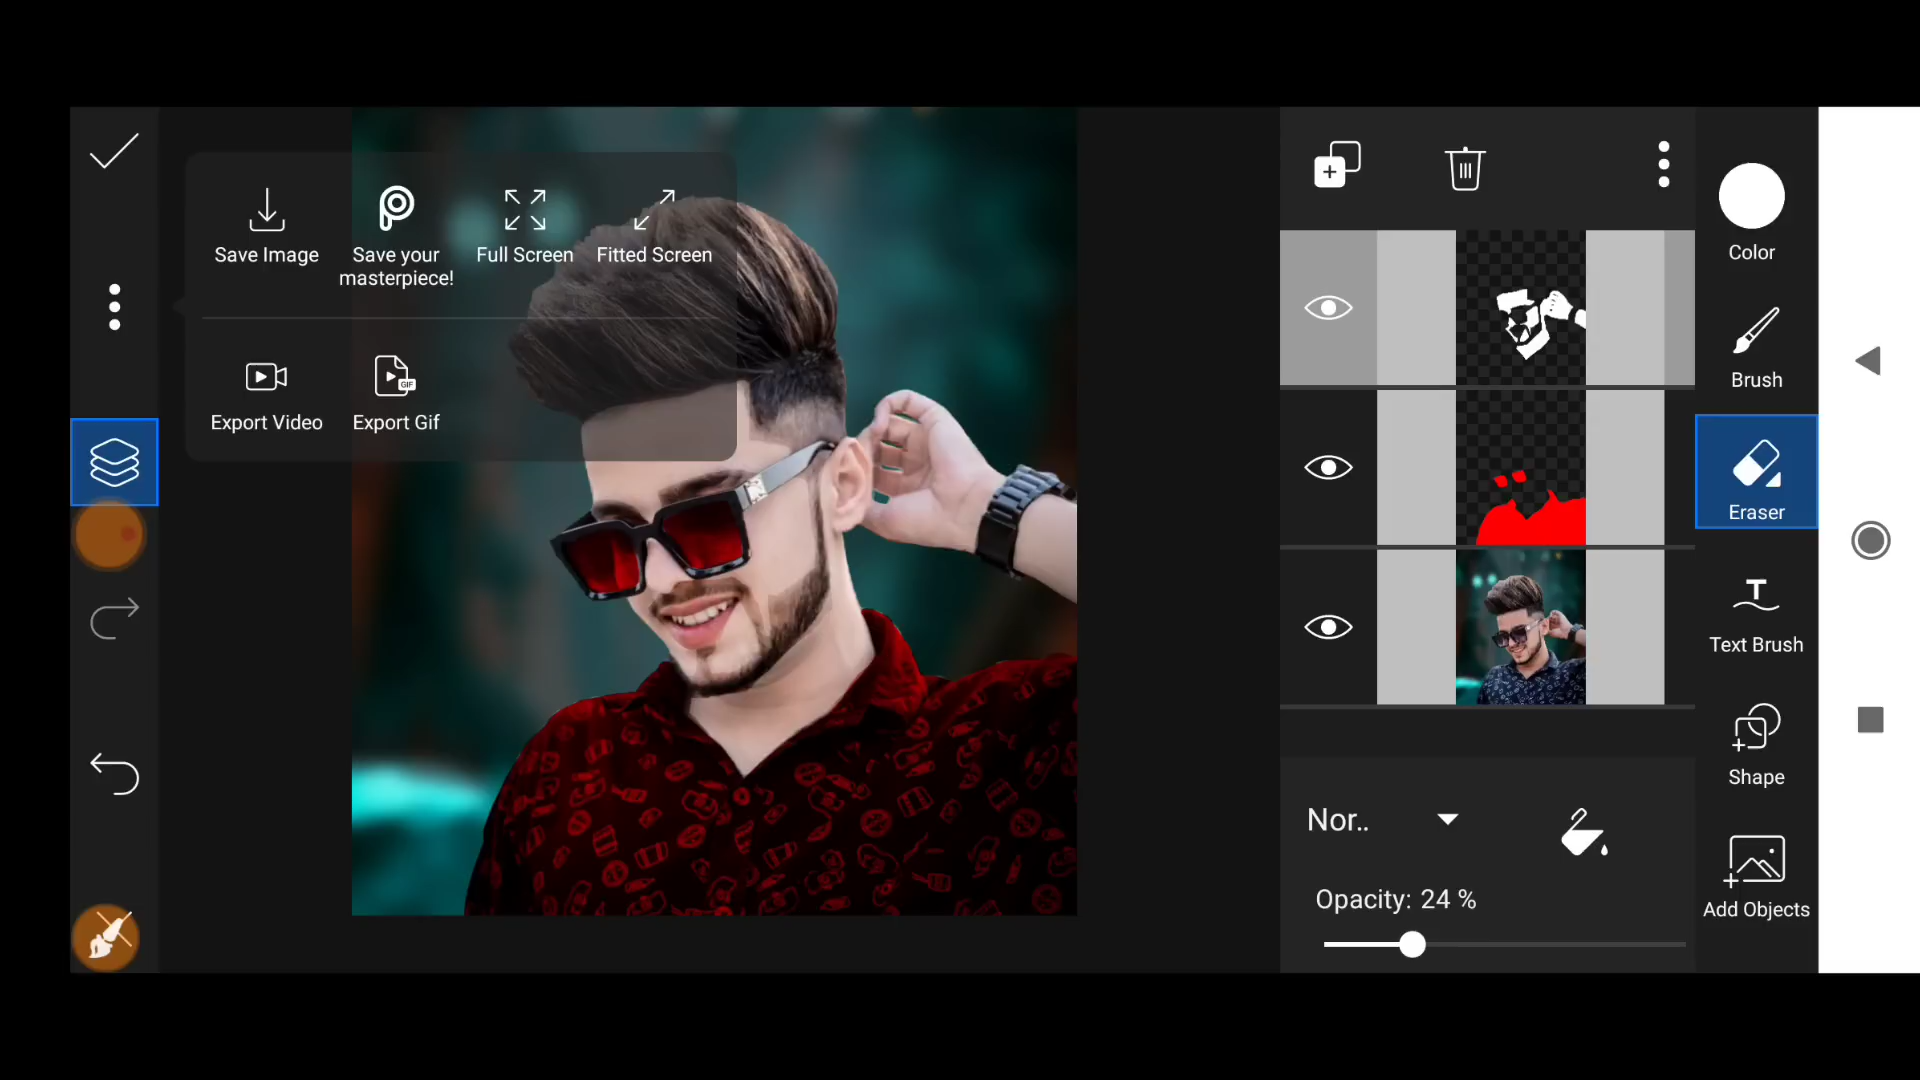 Save Image
Save your
masterpiece!
Full Screen
Fitted Screen
Export Video
GIF
Export Gif
Nor..
Opacity: 24 %
Color
Brush
Eraser
T
Text Brush
Shape
Add Objects